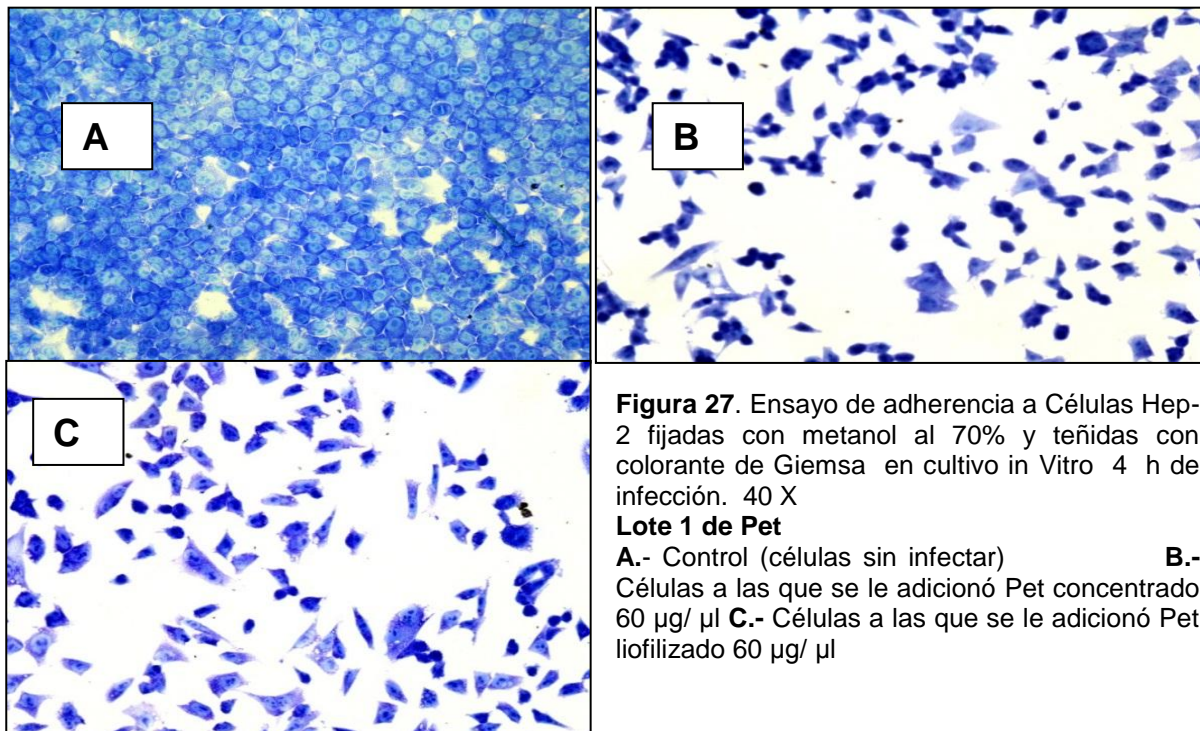 A
B
C
Figura 27. Ensayo de adherencia a Células Hep-
2 fijadas con metanol al 70% y teñidas con
colorante de Giemsa en cultivo in Vitro 4 h de
infección. 40 X
Lote 1 de Pet
A.- Control (células sin infectar) B.-
Células a las que se le adicionó Pet concentrado
60 µg/ µl C.- Células a las que se le adicionó Pet
liofilizado 60 µg/ µl